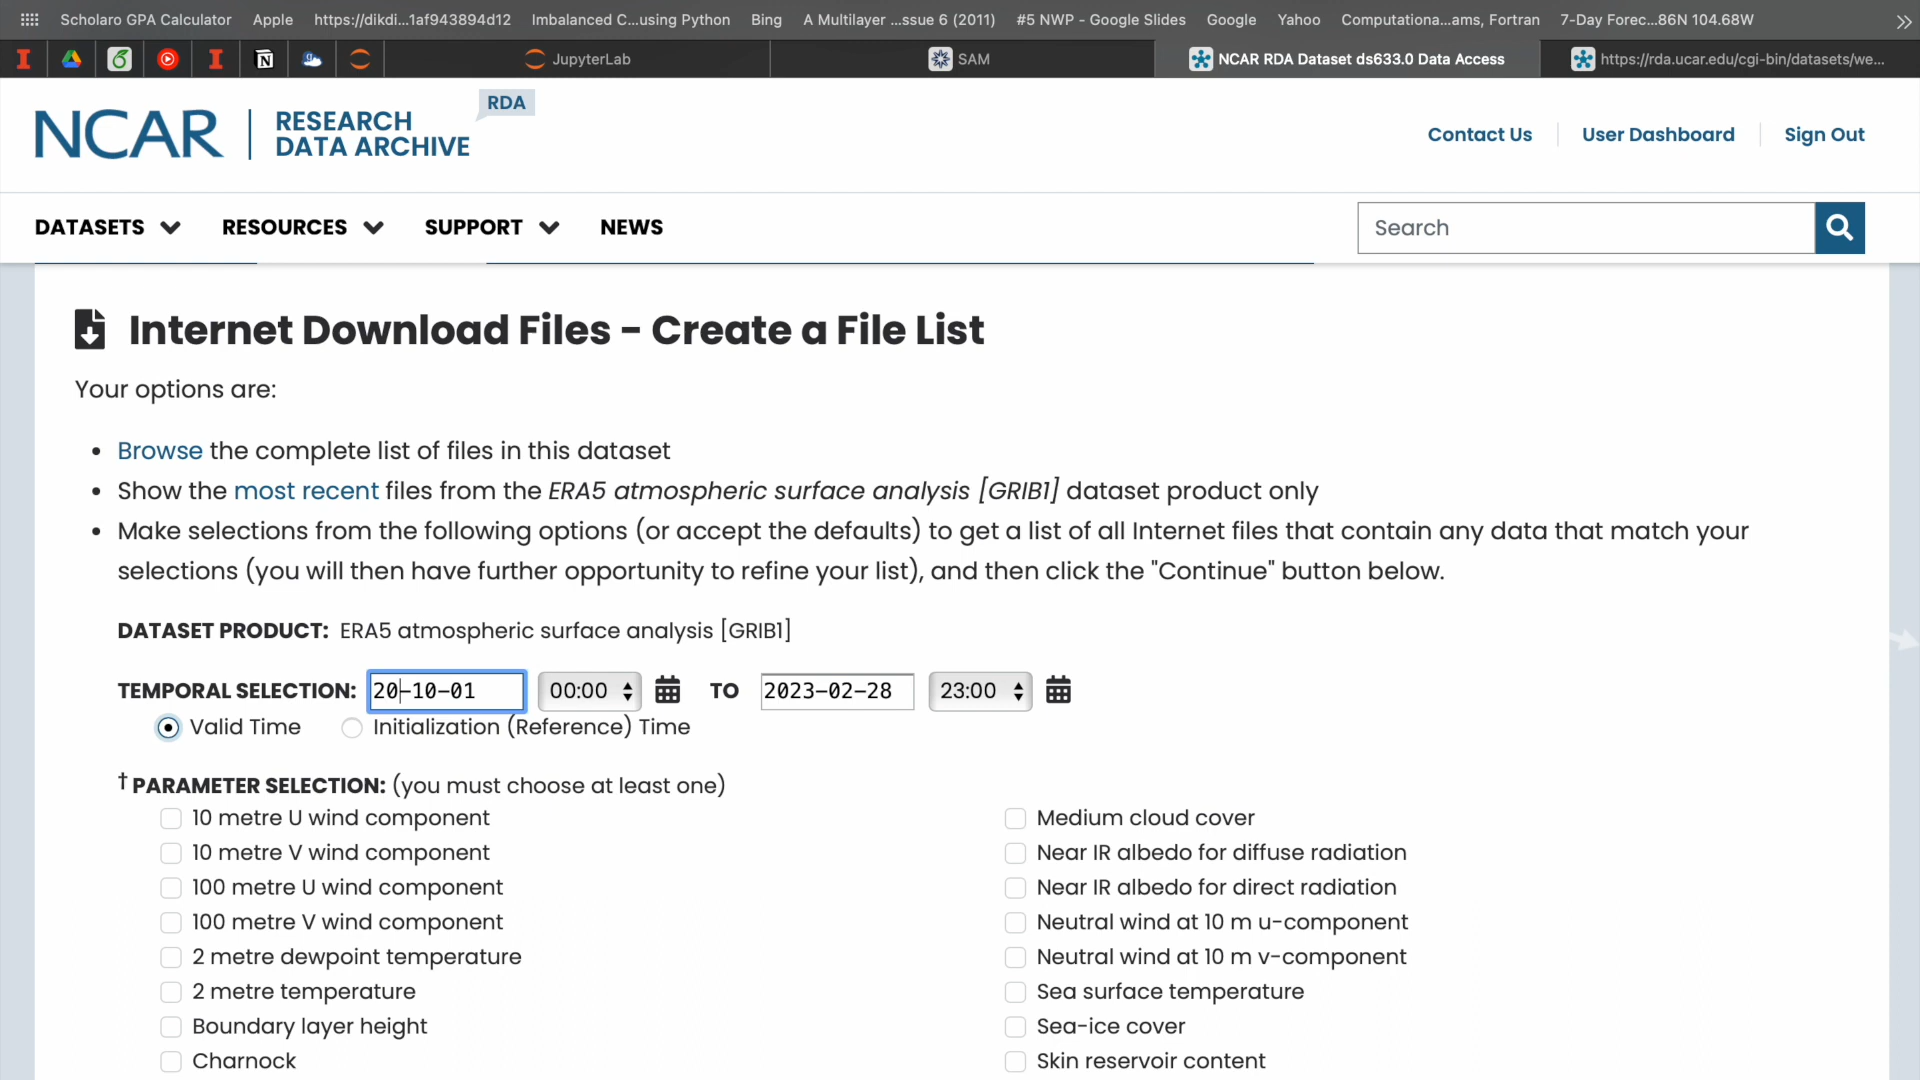 Scholaro GPA Calculator Apple https://dikdi...1af943894d12 Imbalanced C...using Python Bing A Multilayer ...ssue 6 (2011) #5 NWP - Google Slides Google Yahoo Computationa...ams, Fortran 7-Day Forec...86N 104.68W
JupyterLab SAM NCAR RDA Dataset ds633.0 Data Access https://rda.ucar.edu/cgi-bin/datasets/we...
RDA
NCAR RESEARCH
DATA ARCHIVE
Contact Us User Dashboard Sign Out
DATASETS RESOURCES SUPPORT NEWS Search
Internet Download Files - Create a File List
Your options are:
• Browse the complete list of files in this dataset
• Show the most recent files from the ERA5 atmospheric surface analysis [GRIB1] dataset product only
• Make selections from the following options (or accept the defaults) to get a list of all Internet files that contain any data that match your
selections (you will then have further opportunity to refine your list), and then click the "Continue" button below.
DATASET PRODUCT: ERA5 atmospheric surface analysis [GRIB1]
TEMPORAL SELECTION: 20-10-01 00:00 TO 2023-02-28 23:00
Valid Time Initialization (Reference) Time
† PARAMETER SELECTION: (you must choose at least one)
10 metre U wind component
10 metre V wind component
100 metre U wind component
100 metre V wind component
2 metre dewpoint temperature
2 metre temperature
Boundary layer height
Charnock
Medium cloud cover
Near IR albedo for diffuse radiation
Near IR albedo for direct radiation
Neutral wind at 10 m u-component
Neutral wind at 10 m v-component
Sea surface temperature
Sea-ice cover
Skin reservoir content